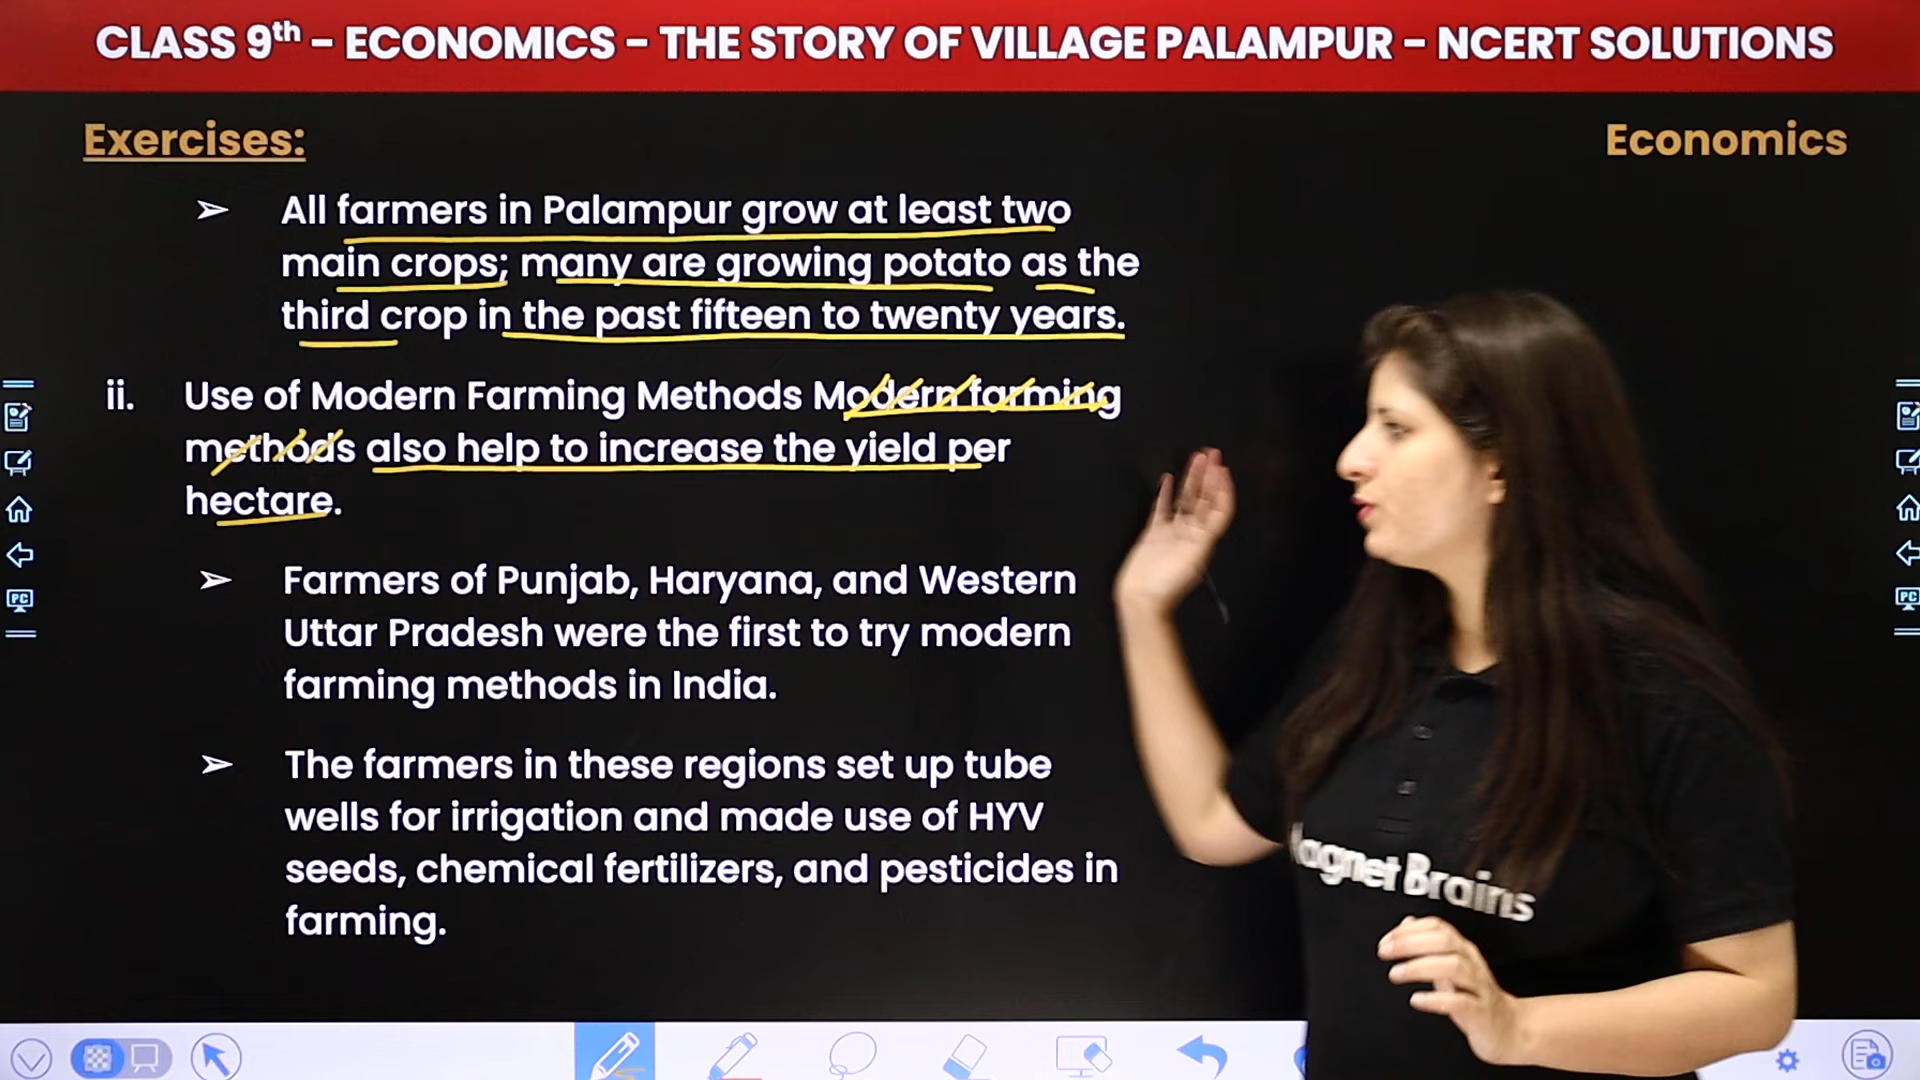 CLASS 9th – ECONOMICS – THE STORY OF VILLAGE PALAMPUR – NCERT SOLUTIONS
Exercises:
Economics
➢ All farmers in Palampur grow at least two
main crops; many are growing potato as the
third crop in the past fifteen to twenty years.
ii. Use of Modern Farming Methods Modern farming
methods also help to increase the yield per
hectare.
➢ Farmers of Punjab, Haryana, and Western
Uttar Pradesh were the first to try modern
farming methods in India.
➢ The farmers in these regions set up tube
wells for irrigation and made use of HYV
seeds, chemical fertilizers, and pesticides in
farming.
Magnet Brains
PC
PC